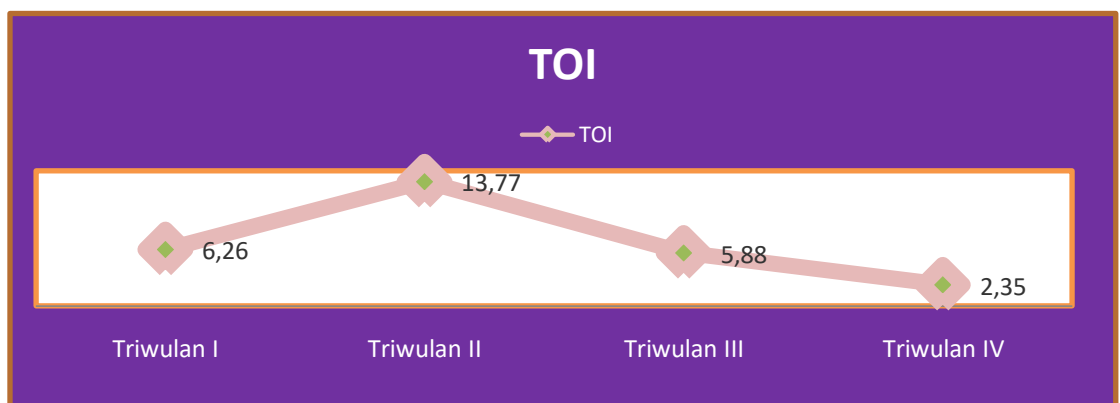 TOI
TOI
13,77
6,26
5,88
2,35
Triwulan I
Triwulan II
Triwulan III
Triwulan IV